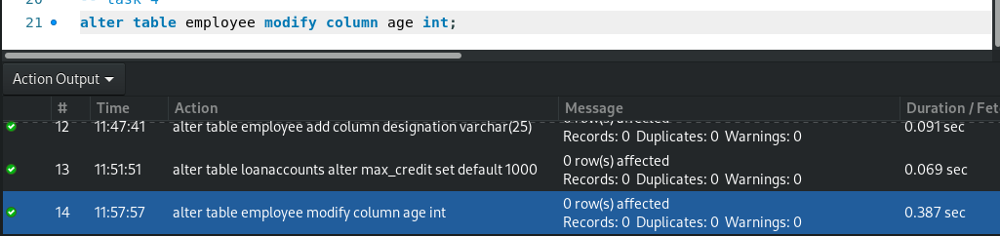 20 -- task 4
21 alter table employee modify column age int;
Action Output
# Time Action Message Duration / Fet
12 11:47:41 alter table employee add column designation varchar(25) 0 row(s) affected 0.091 sec
Records: 0 Duplicates: 0 Warnings: 0
13 11:51:51 alter table loanaccounts alter max_credit set default 1000 0 row(s) affected 0.069 sec
Records: 0 Duplicates: 0 Warnings: 0
14 11:57:57 alter table employee modify column age int 0 row(s) affected 0.387 sec
Records: 0 Duplicates: 0 Warnings: 0